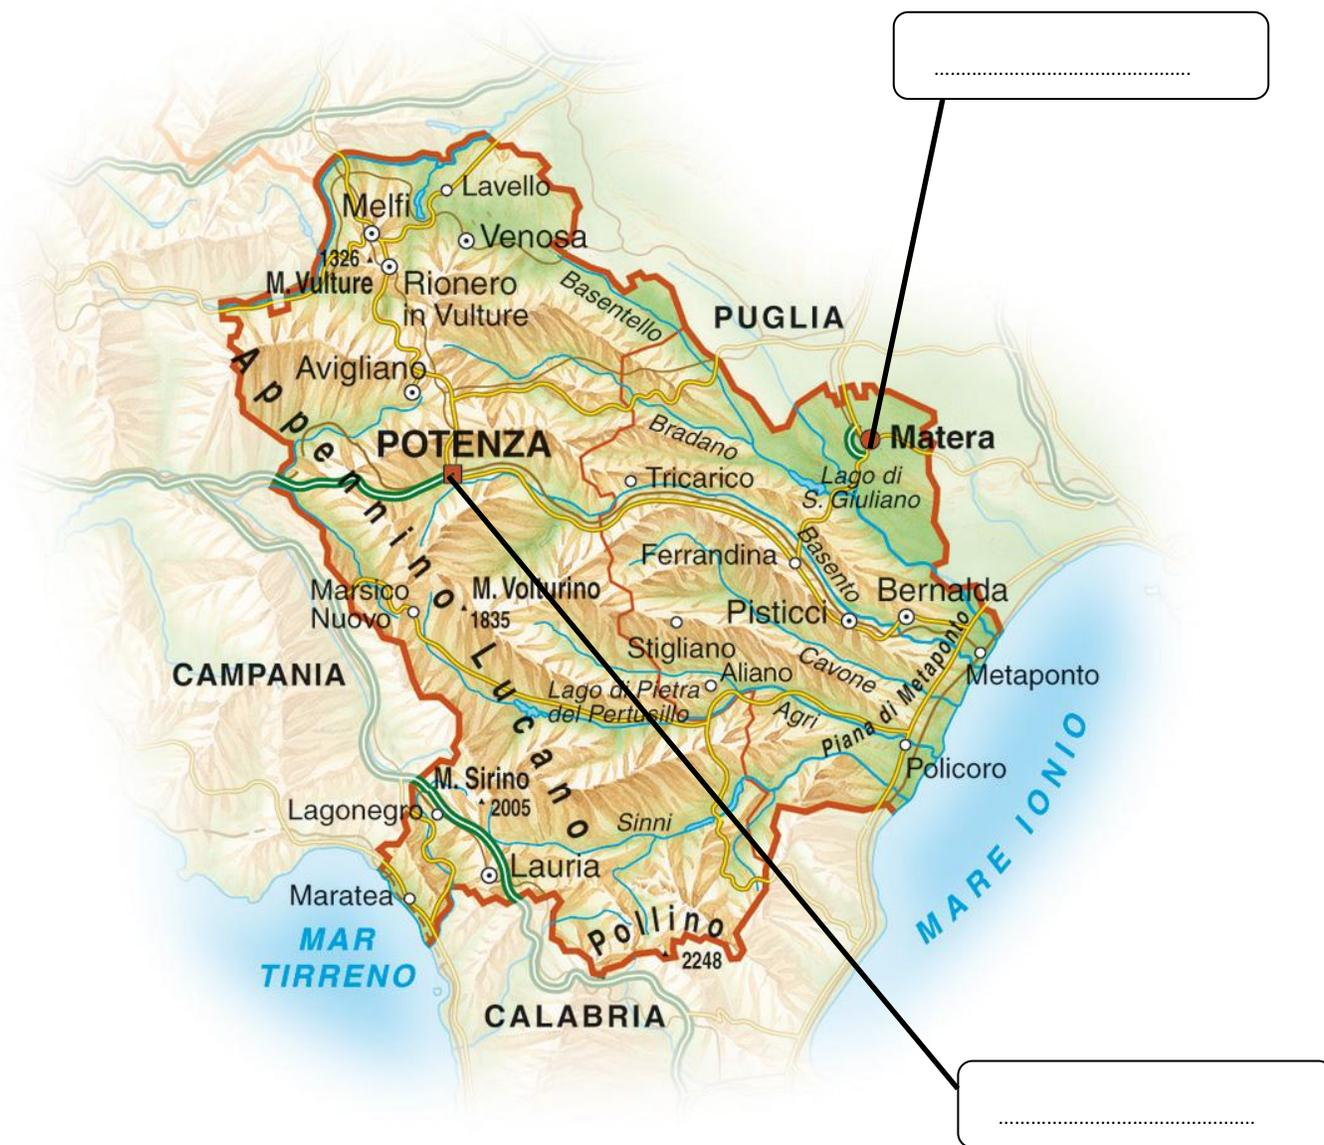 ................................................
Lavello
Melfi
Venosa
1326
M. Vulture
Rionero
in Vulture
Basentello
PUGLIA
Avigliano
Appennino Lucano
POTENZA
Bradano
Matera
Tricarico
Lago di
S. Giuliano
Ferrandina
Basento
Marsico
Nuovo
M. Volturino
1835
Bernalda
Pisticci
Stigliano
CAMPANIA
Aliano
Cavone
Metaponto
Lago di Pietra
del Pertusillo
Agri
Piana di Metaponto
Policoro
M. Sirino
2005
Lagonegro
Sinni
MARE IONIO
Lauria
Maratea
Pollino
2248
MAR
TIRRENO
CALABRIA
................................................